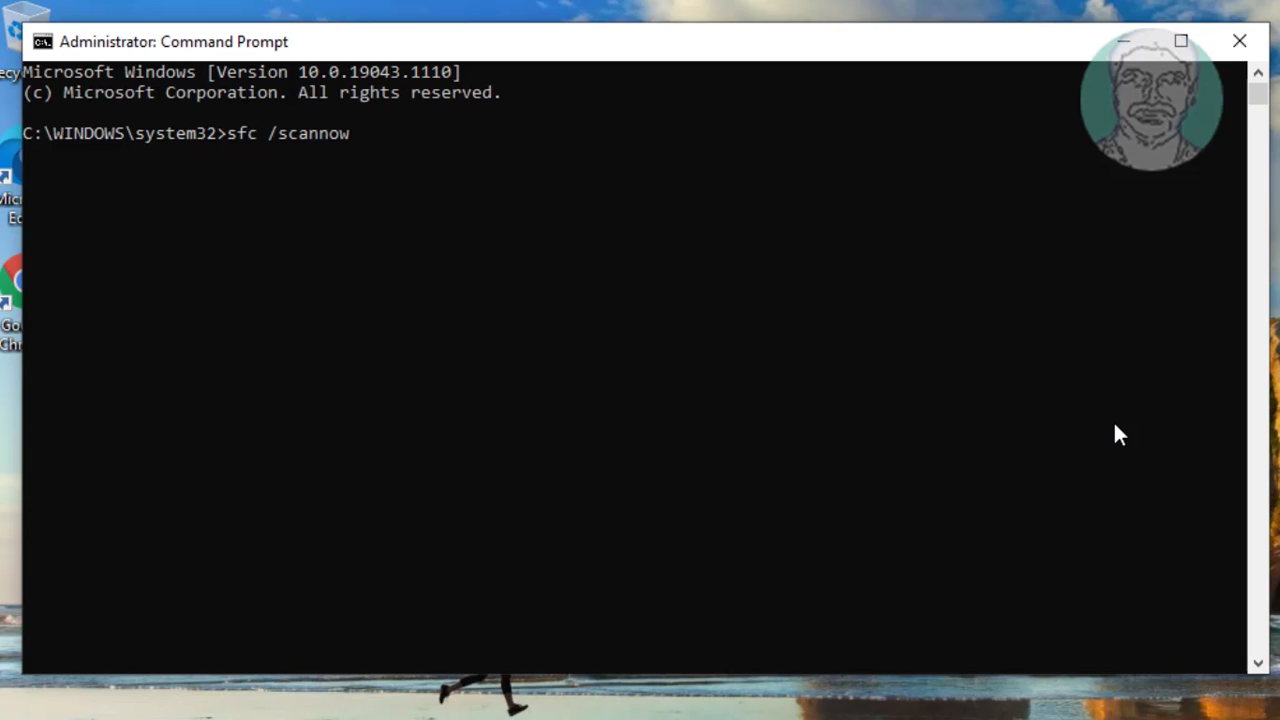 Administrator: Command Prompt
Microsoft Windows [Version 10.0.19043.1110]
(c) Microsoft Corporation. All rights reserved.
C:\WINDOWS\system32>sfc /scannow